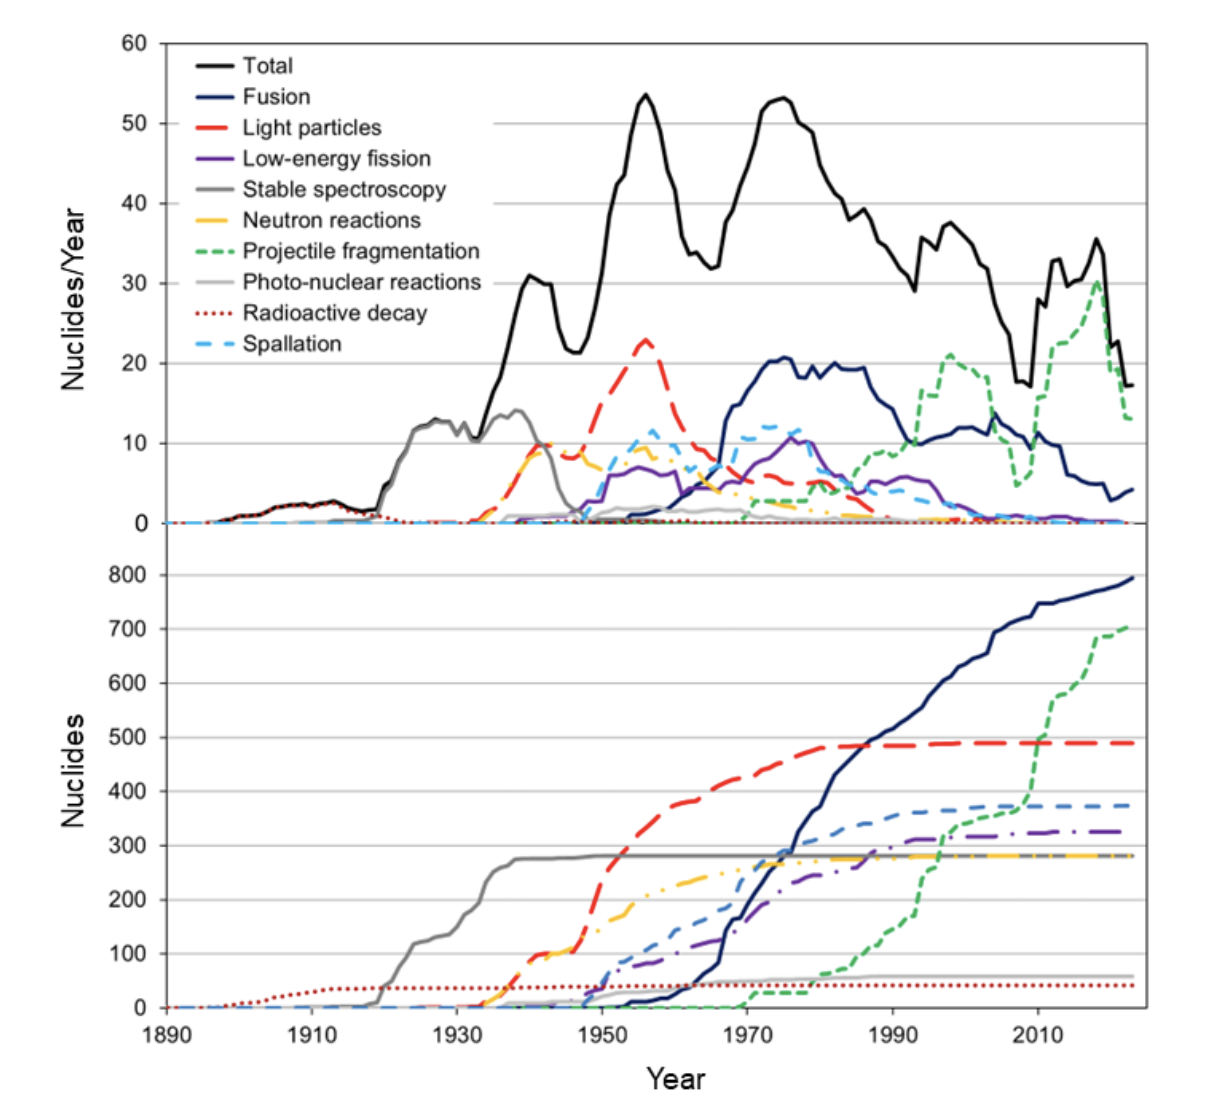 60
50
40
30
20
10
0
Nuclides/Year
Total
Fusion
Light particles
Low-energy fission
Stable spectroscopy
Neutron reactions
Projectile fragmentation
Photo-nuclear reactions
Radioactive decay
Spallation
800
700
600
500
400
300
200
100
0
Nuclides
1890 1910 1930 1950 1970 1990 2010
Year